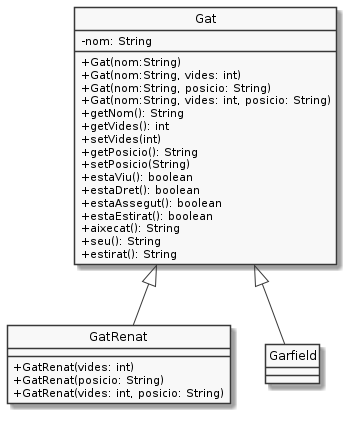 Gat
-nom: String
+Gat(nom:String)
+Gat(nom:String, vides: int)
+Gat(nom:String, posicio: String)
+Gat(nom:String, vides: int, posicio: String)
+getNom(): String
+getVides(): int
+setVides(int)
+getPosicio(): String
+setPosicio(String)
+estaViu(): boolean
+estaDret(): boolean
+estaAssegut(): boolean
+estaEstirat(): boolean
+aixecat(): String
+seu(): String
+estirat(): String
GatRenat
+GatRenat(vides: int)
+GatRenat(posicio: String)
+GatRenat(vides: int, posicio: String)
Garfield